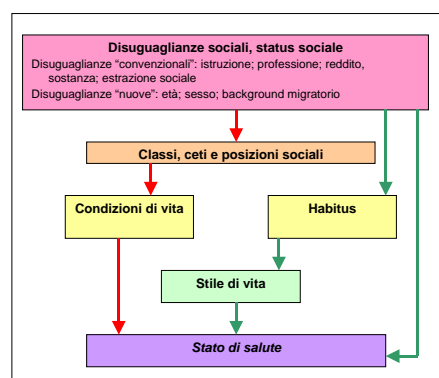 Disuguaglianze sociali, status sociale
Disuguaglianze “convenzionali”: istruzione; professione; reddito,
sostanza; estrazione sociale
Disuguaglianze “nuove”: età; sesso; background migratorio
Classi, ceti e posizioni sociali
Condizioni di vita
Habitus
Stile di vita
Stato di salute